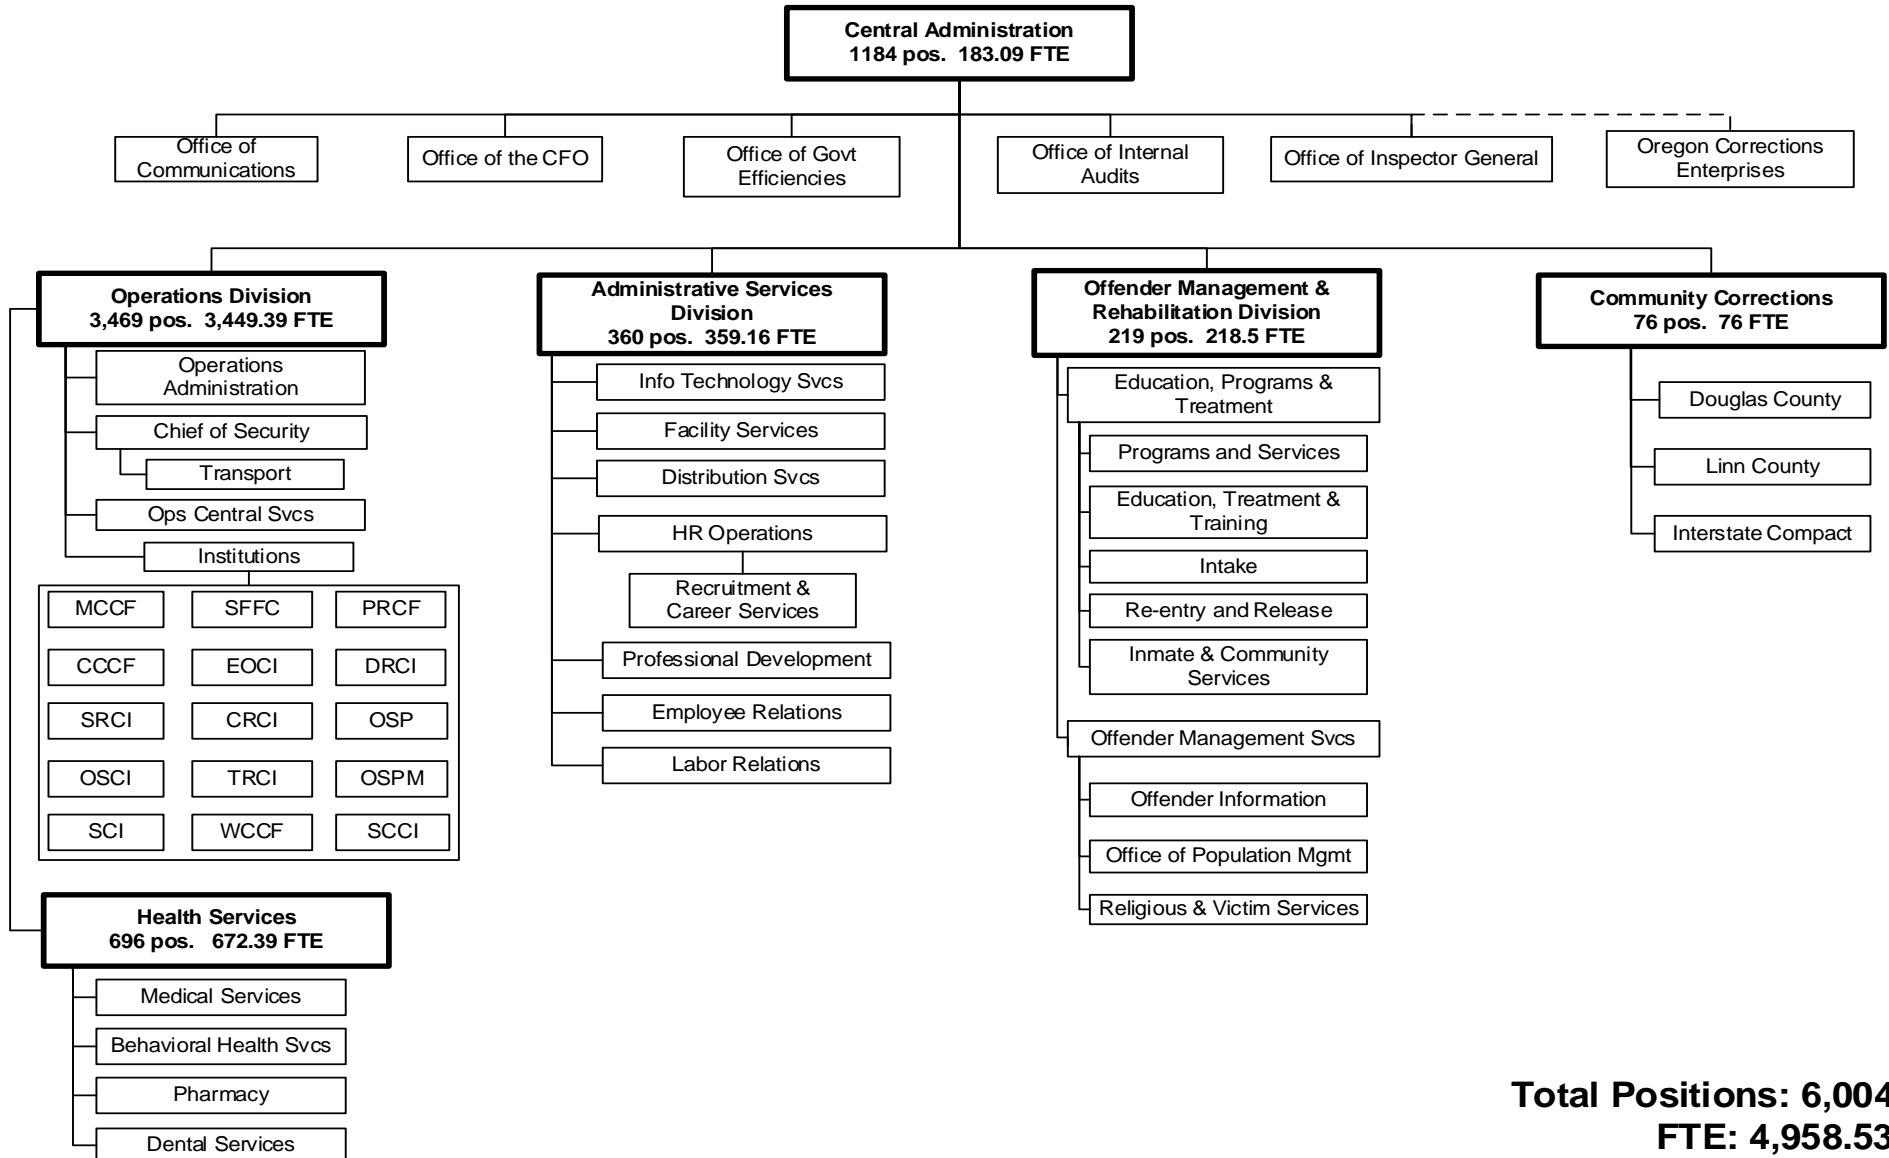 Central Administration
1184 pos. 183.09 FTE
Office of
Communications
Office of the CFO
Office of Govt
Efficiencies
Office of Internal
Audits
Office of Inspector General
Oregon Corrections
Enterprises
Operations Division
3,469 pos. 3,449.39 FTE
Operations
Administration
Chief of Security
Transport
Ops Central Svcs
Institutions
MCCF
SFFC
PRCF
CCCF
EOCI
DRCI
SRCI
CRCI
OSP
OSCI
TRCI
OSPM
SCI
WCCF
SCCI
Health Services
696 pos. 672.39 FTE
Medical Services
Behavioral Health Svcs
Pharmacy
Dental Services
Administrative Services
Division
360 pos. 359.16 FTE
Info Technology Svcs
Facility Services
Distribution Svcs
HR Operations
Recruitment &
Career Services
Professional Development
Employee Relations
Labor Relations
Offender Management &
Rehabilitation Division
219 pos. 218.5 FTE
Education, Programs &
Treatment
Programs and Services
Education, Treatment &
Training
Intake
Re-entry and Release
Inmate & Community
Services
Offender Management Svcs
Offender Information
Office of Population Mgmt
Religious & Victim Services
Community Corrections
76 pos. 76 FTE
Douglas County
Linn County
Interstate Compact
Total Positions: 6,004
FTE: 4,958.53